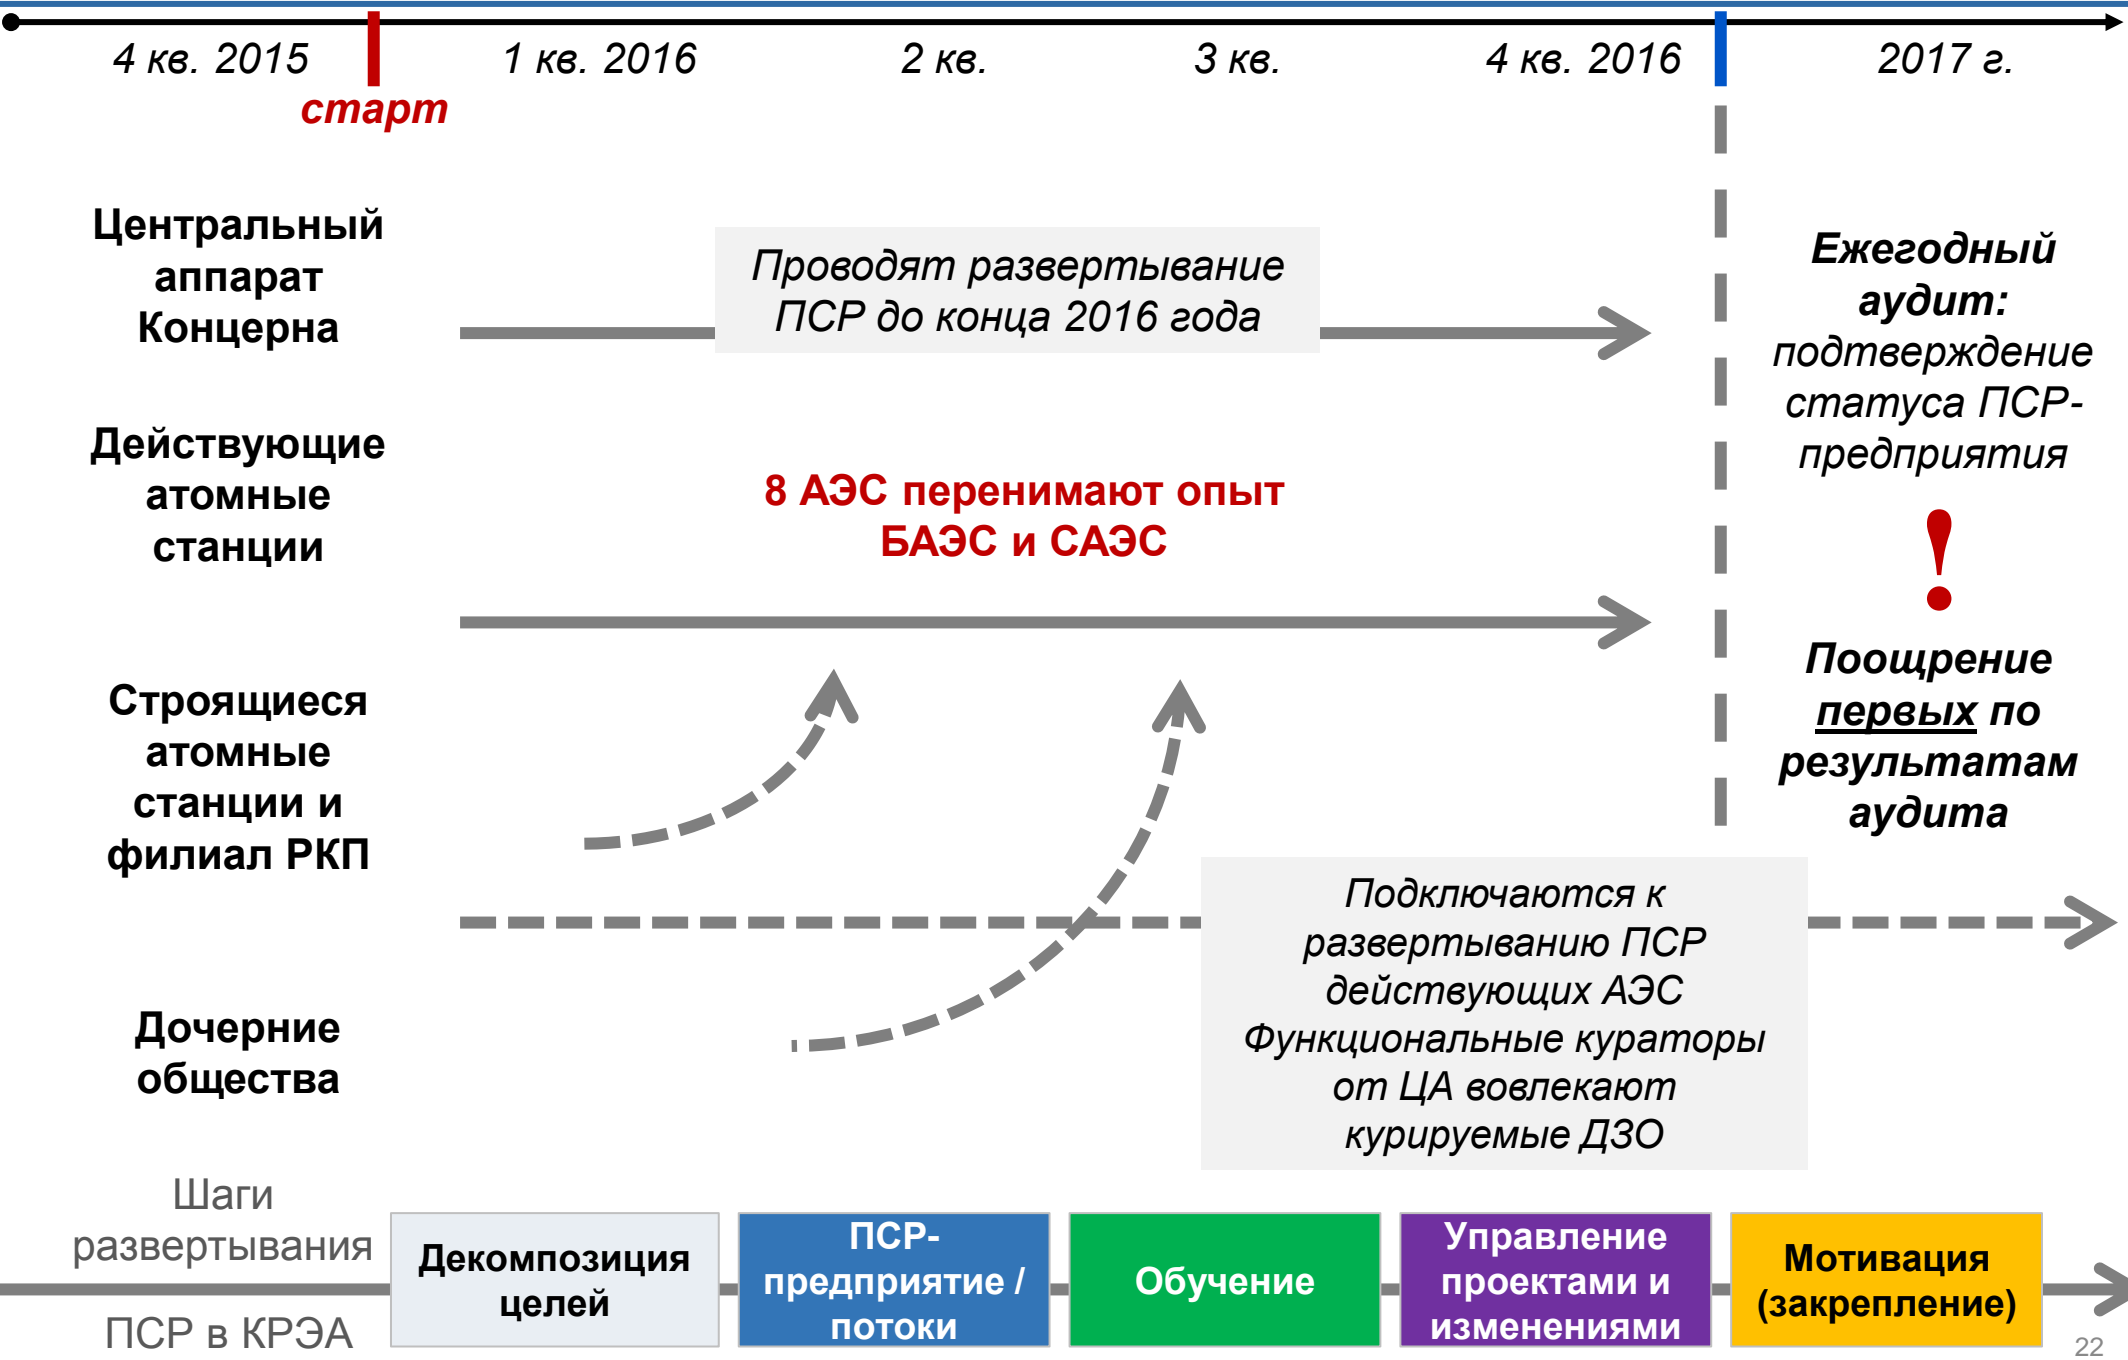 4 кв. 2015
1 кв. 2016
2 кв.
3 кв.
4 кв. 2016
2017 г.
старт
Центральный
аппарат
Концерна
Проводят развертывание
ПСР до конца 2016 года
Ежегодный
аудит:
подтверждение
статуса ПСР-
предприятия
!
Поощрение
первых по
результатам
аудита
Действующие
атомные
станции
8 АЭС перенимают опыт
БАЭС и САЭС
Строящиеся
атомные
станции и
филиал РКП
Подключаются к
развертыванию ПСР
действующих АЭС
Функциональные кураторы
от ЦА вовлекают
курируемые ДЗО
Дочерние
общества
Шаги
развертывания
ПСР в КРЭА
Декомпозиция
целей
ПСР-
предприятие /
потоки
Обучение
Управление
проектами и
изменениями
Мотивация
(закрепление)
22